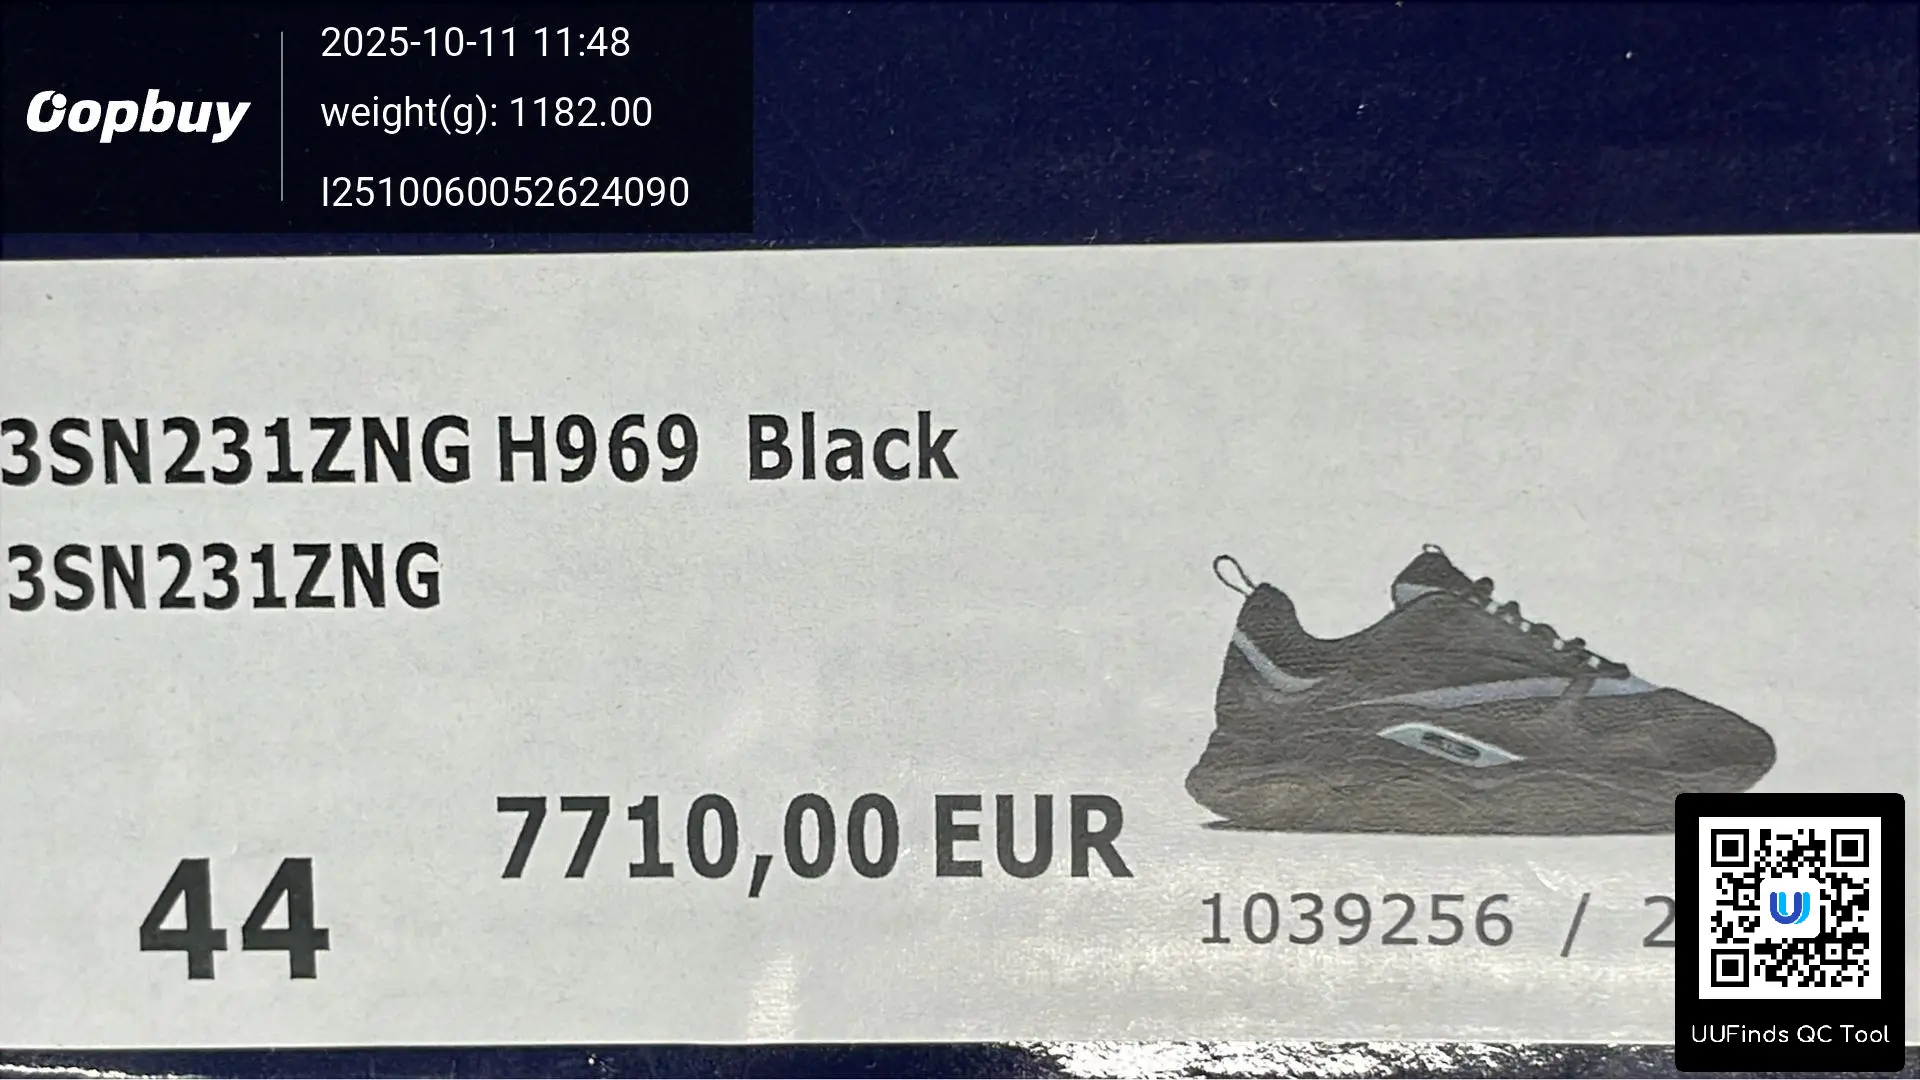 Oopbuy
2025-10-11 11:48
weight(g): 1182.00
I2510060052624090
3SN231ZNG H969 Black
3SN231ZNG
7710,00 EUR
44
1039256 / 2
UUFinds QC Tool